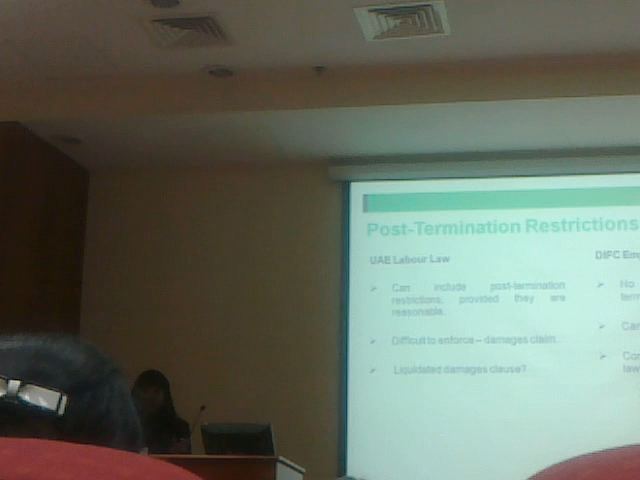 Post-Termination Restrictions
UAE Labour Law
Can include post-termination
restrictions, provided they are
reasonable.
Difficult to enforce – damages claim.
Liquidated damages clause?
DIFC
No